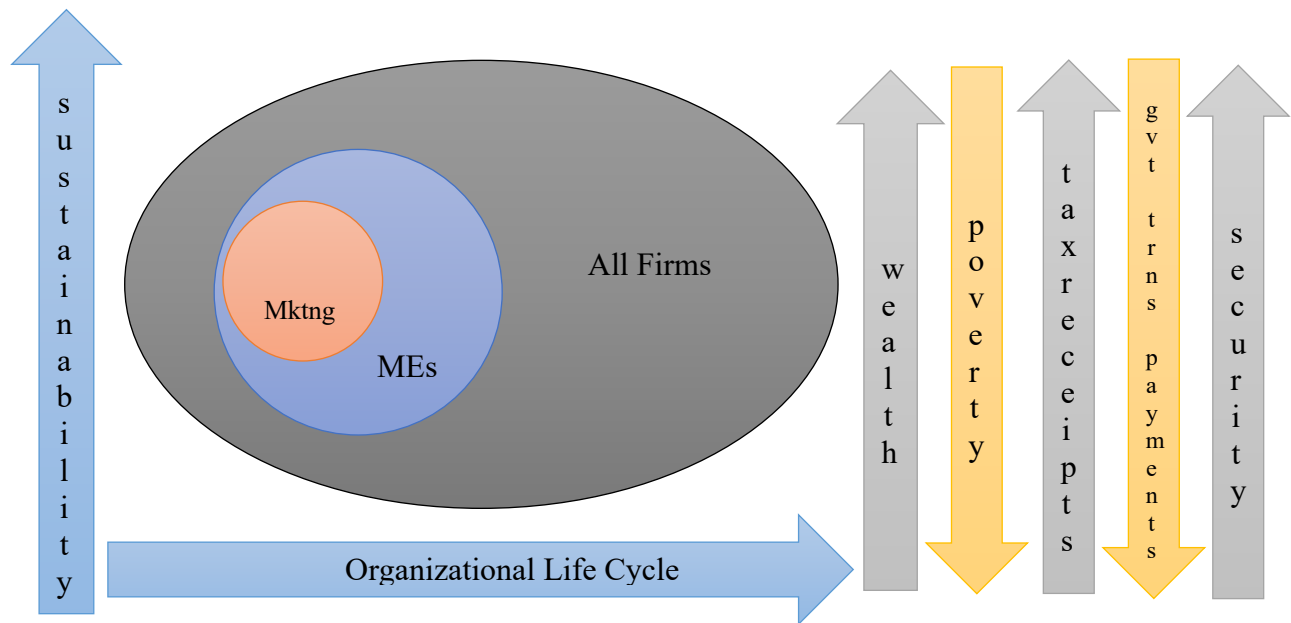 sustainability
All Firms
Mktng
MEs
Organizational Life Cycle
wealth
poverty
taxreceipts
gvt trns payments
security